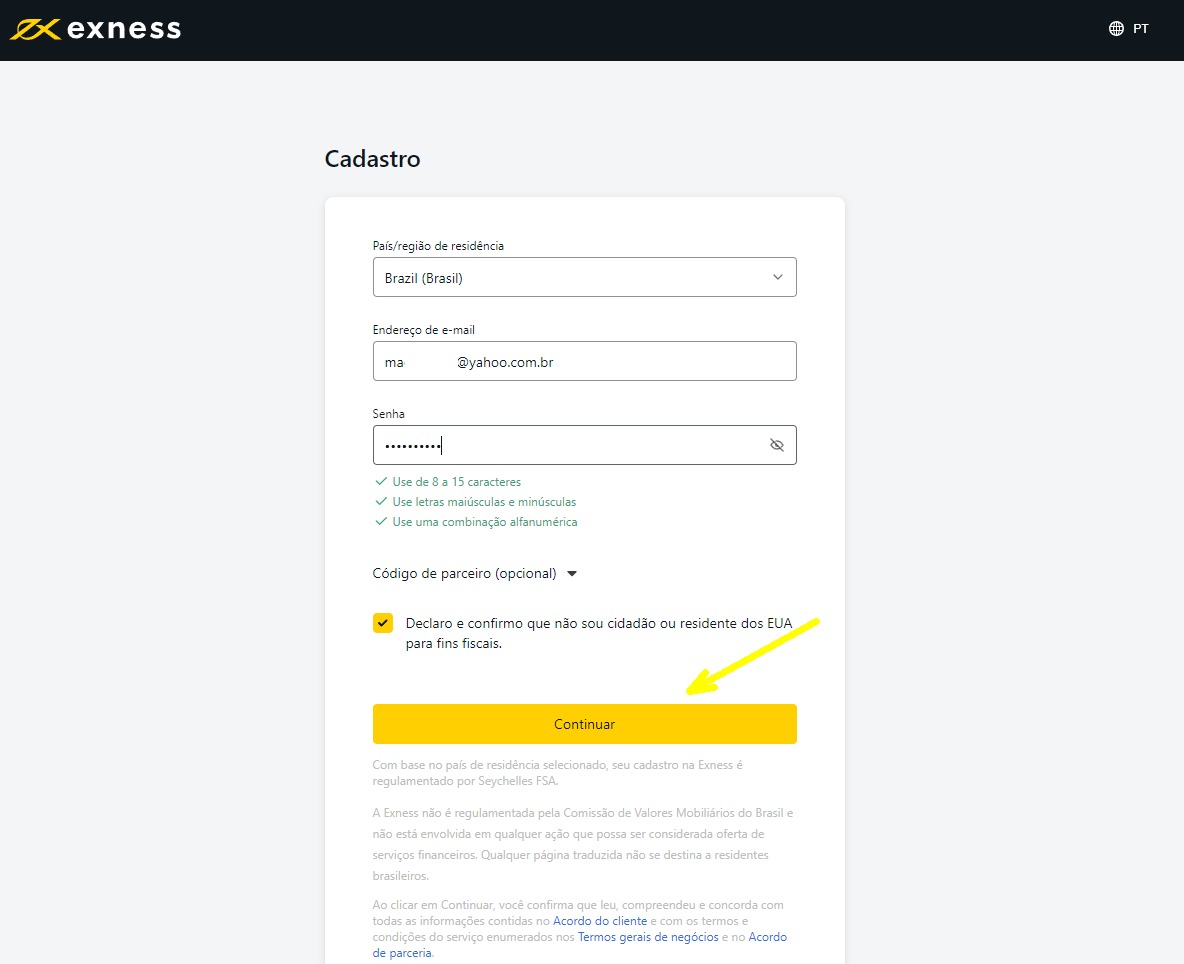 exness
PT
Cadastro
País/região de residência
Brazil (Brasil)
Endereço de e-mail
ma @yahoo.com.br
Senha
••••••••••
Use de 8 a 15 caracteres
Use letras maiúsculas e minúsculas
Use uma combinação alfanumérica
Código de parceiro (opcional)
Declaro e confirmo que não sou cidadão ou residente dos EUA
para fins fiscais.
Continuar
Com base no país de residência selecionado, seu cadastro na Exness é
regulamentado por Seychelles FSA.
A Exness não é regulamentada pela Comissão de Valores Mobiliários do Brasil e
não está envolvida em qualquer ação que possa ser considerada oferta de
serviços financeiros. Qualquer página traduzida não se destina a residentes
brasileiros.
Ao clicar em Continuar, você confirma que leu, compreendeu e concorda com
todas as informações contidas no Acordo do cliente e com os termos e
condições do serviço enumerados nos Termos gerais de negócios e no Acordo
de parceria.